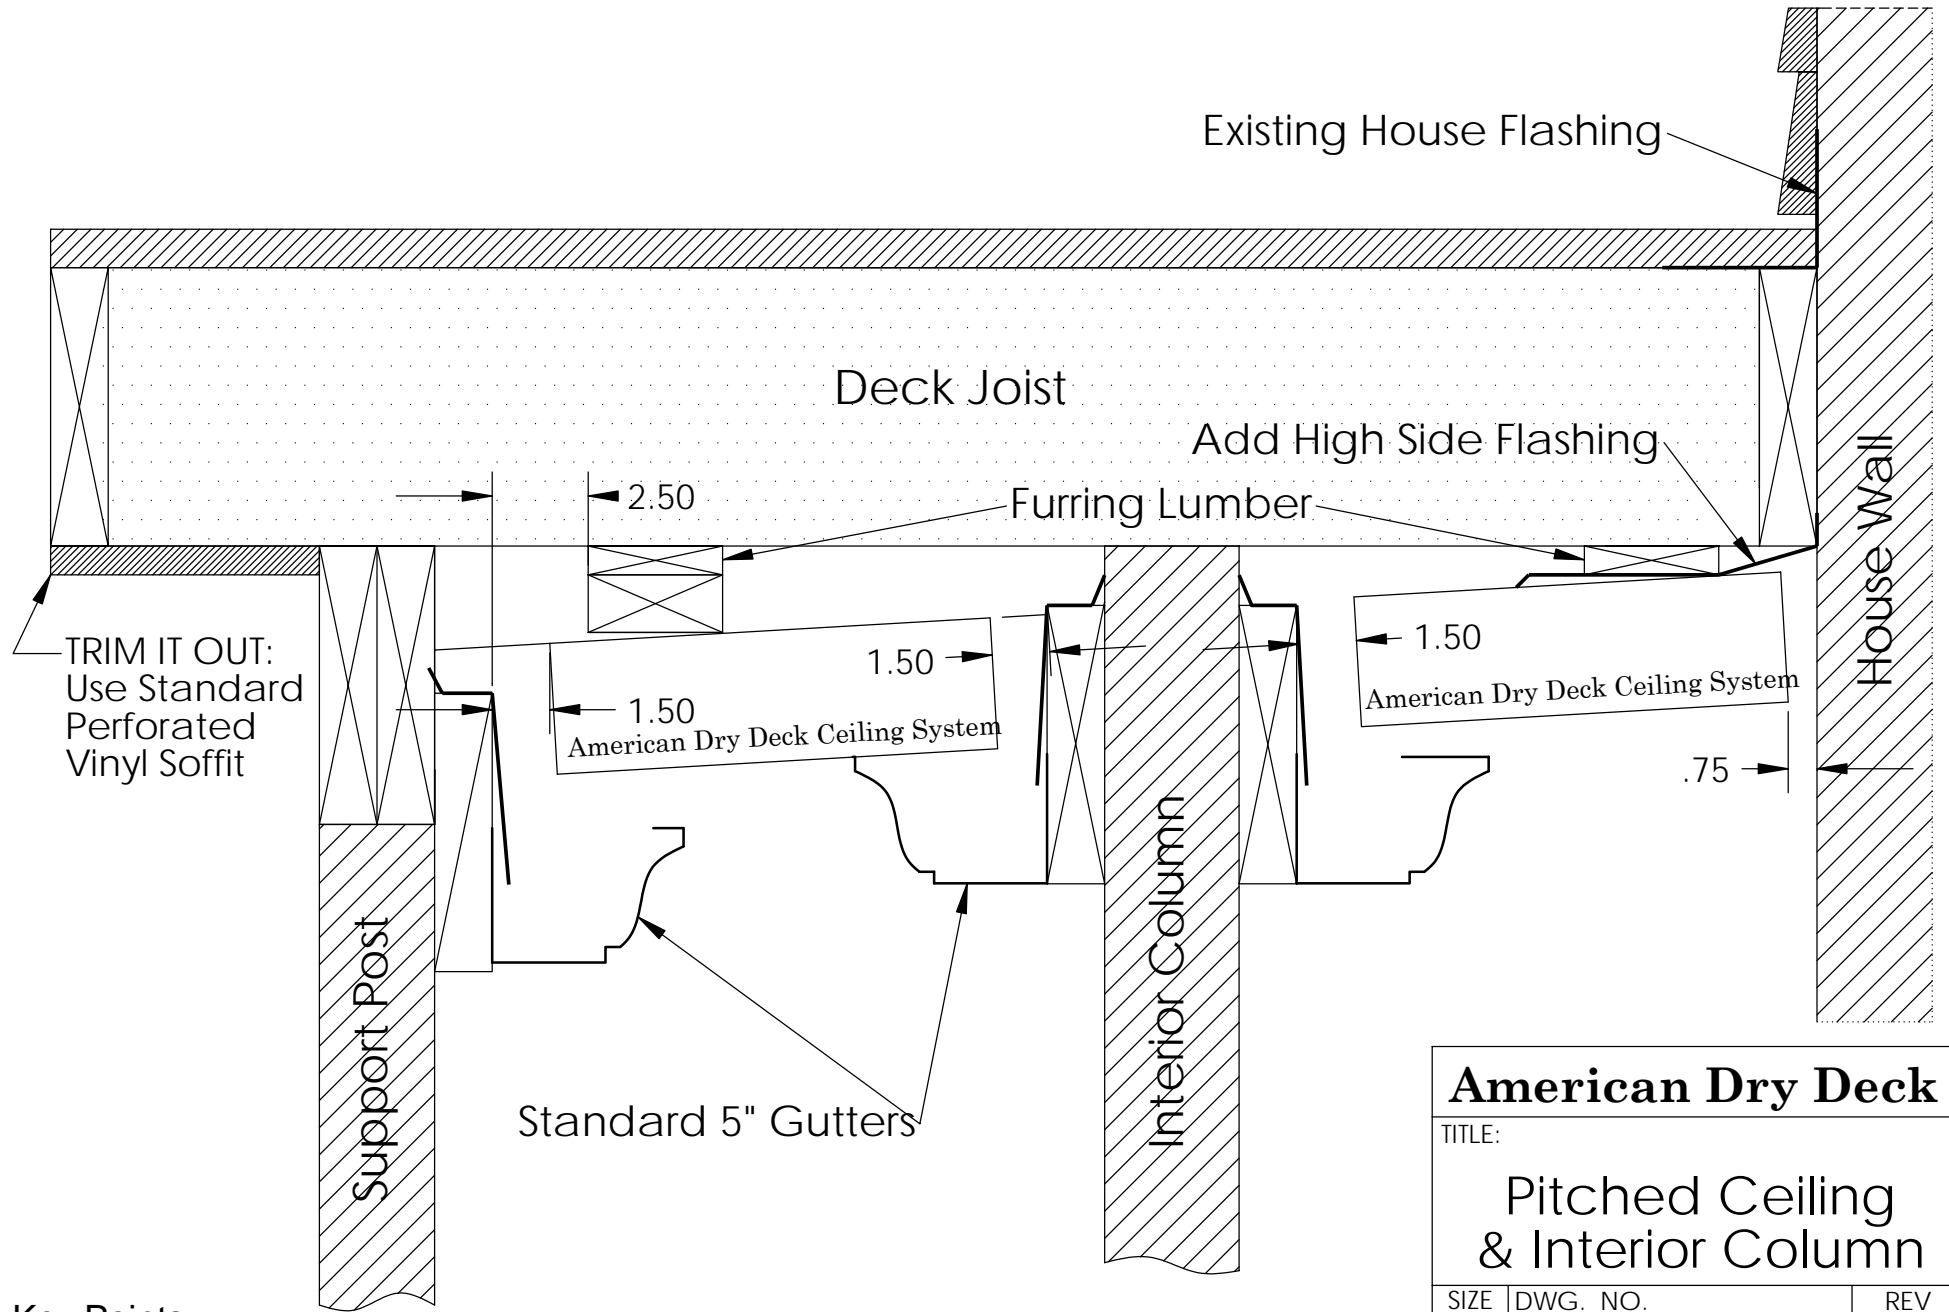 Existing House Flashing
Deck Joist
Add High Side Flashing
2.50
Furring Lumber
House Wall
TRIM IT OUT:
Use Standard
Perforated
Vinyl Soffit
1.50
1.50
1.50
American Dry Deck Ceiling System
American Dry Deck Ceiling System
.75
Support Post
Interior Column
Standard 5" Gutters
American Dry Deck
TITLE:
Pitched Ceiling
& Interior Column
SIZE
DWG. NO.
REV
Key Points